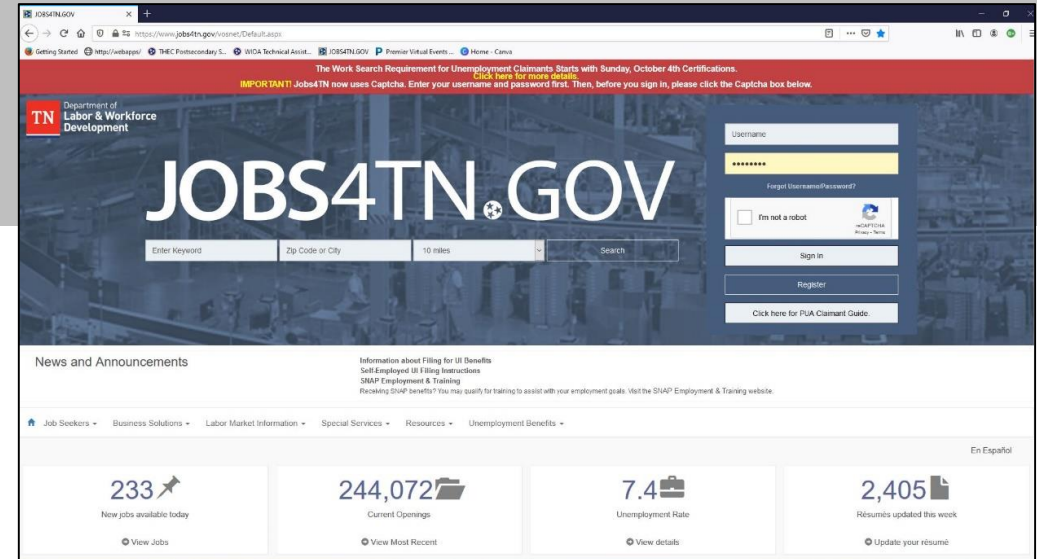 JOBS4TN.GOV
https://www.jobs4tn.gov/vosnet/Default.aspx
Getting Started http://webapps/ THEC Postsecondary S... WIOA Technical Assist... JOBS4TN.GOV Premier Virtual Events ... Home - Canva
The Work Search Requirement for Unemployment Claimants Starts with Sunday, October 4th Certifications.
Click here for more details.
IMPORTANT! Jobs4TN now uses Captcha. Enter your username and password first. Then, before you sign in, please click the Captcha box below.
TN
Department of
Labor & Workforce
Development
JOBS4TN.GOV
Enter Keyword Zip Code or City 10 miles Search
Username
Forgot Username/Password?
I'm not a robot
reCAPTCHA
Privacy - Terms
Sign In
Register
Click here for PUA Claimant Guide.
News and Announcements
Information about Filing for UI Benefits
Self-Employed UI Filing Instructions
SNAP Employment & Training
Receiving SNAP benefits? You may qualify for training to assist with your employment goals. Visit the SNAP Employment & Training website.
Job Seekers Business Solutions Labor Market Information Special Services Resources Unemployment Benefits
En Español
233 244,072 7.4 2,405
New jobs available today Current Openings Unemployment Rate Résumés updated this week
View Jobs View Most Recent View details Update your résumé